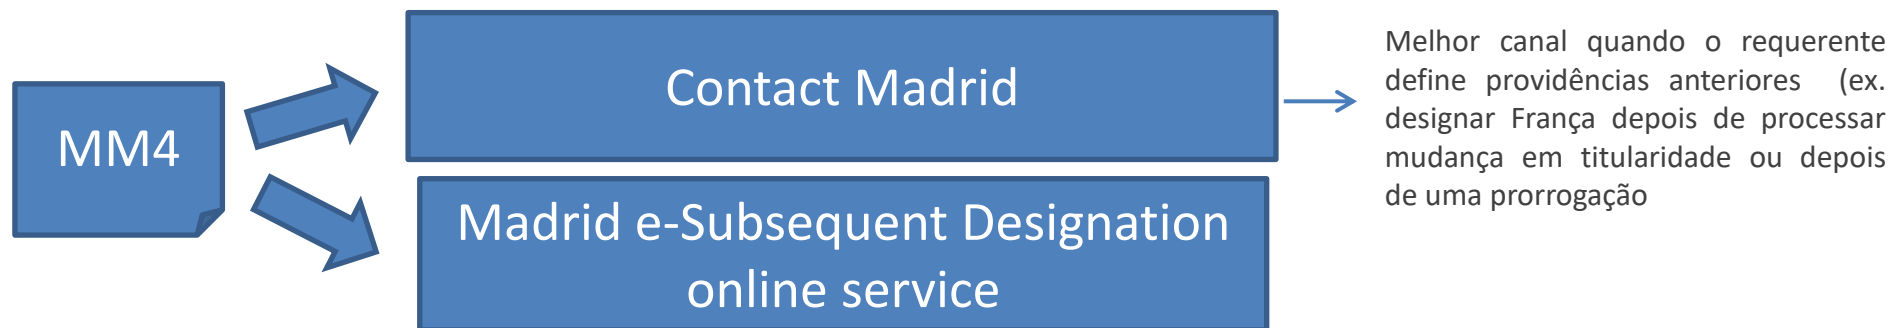 MM4
Contact Madrid
Madrid e-Subsequent Designation
online service
Melhor canal quando o requerente
define providências anteriores (ex.
designar França depois de processar
mudança em titularidade ou depois
de uma prorrogação